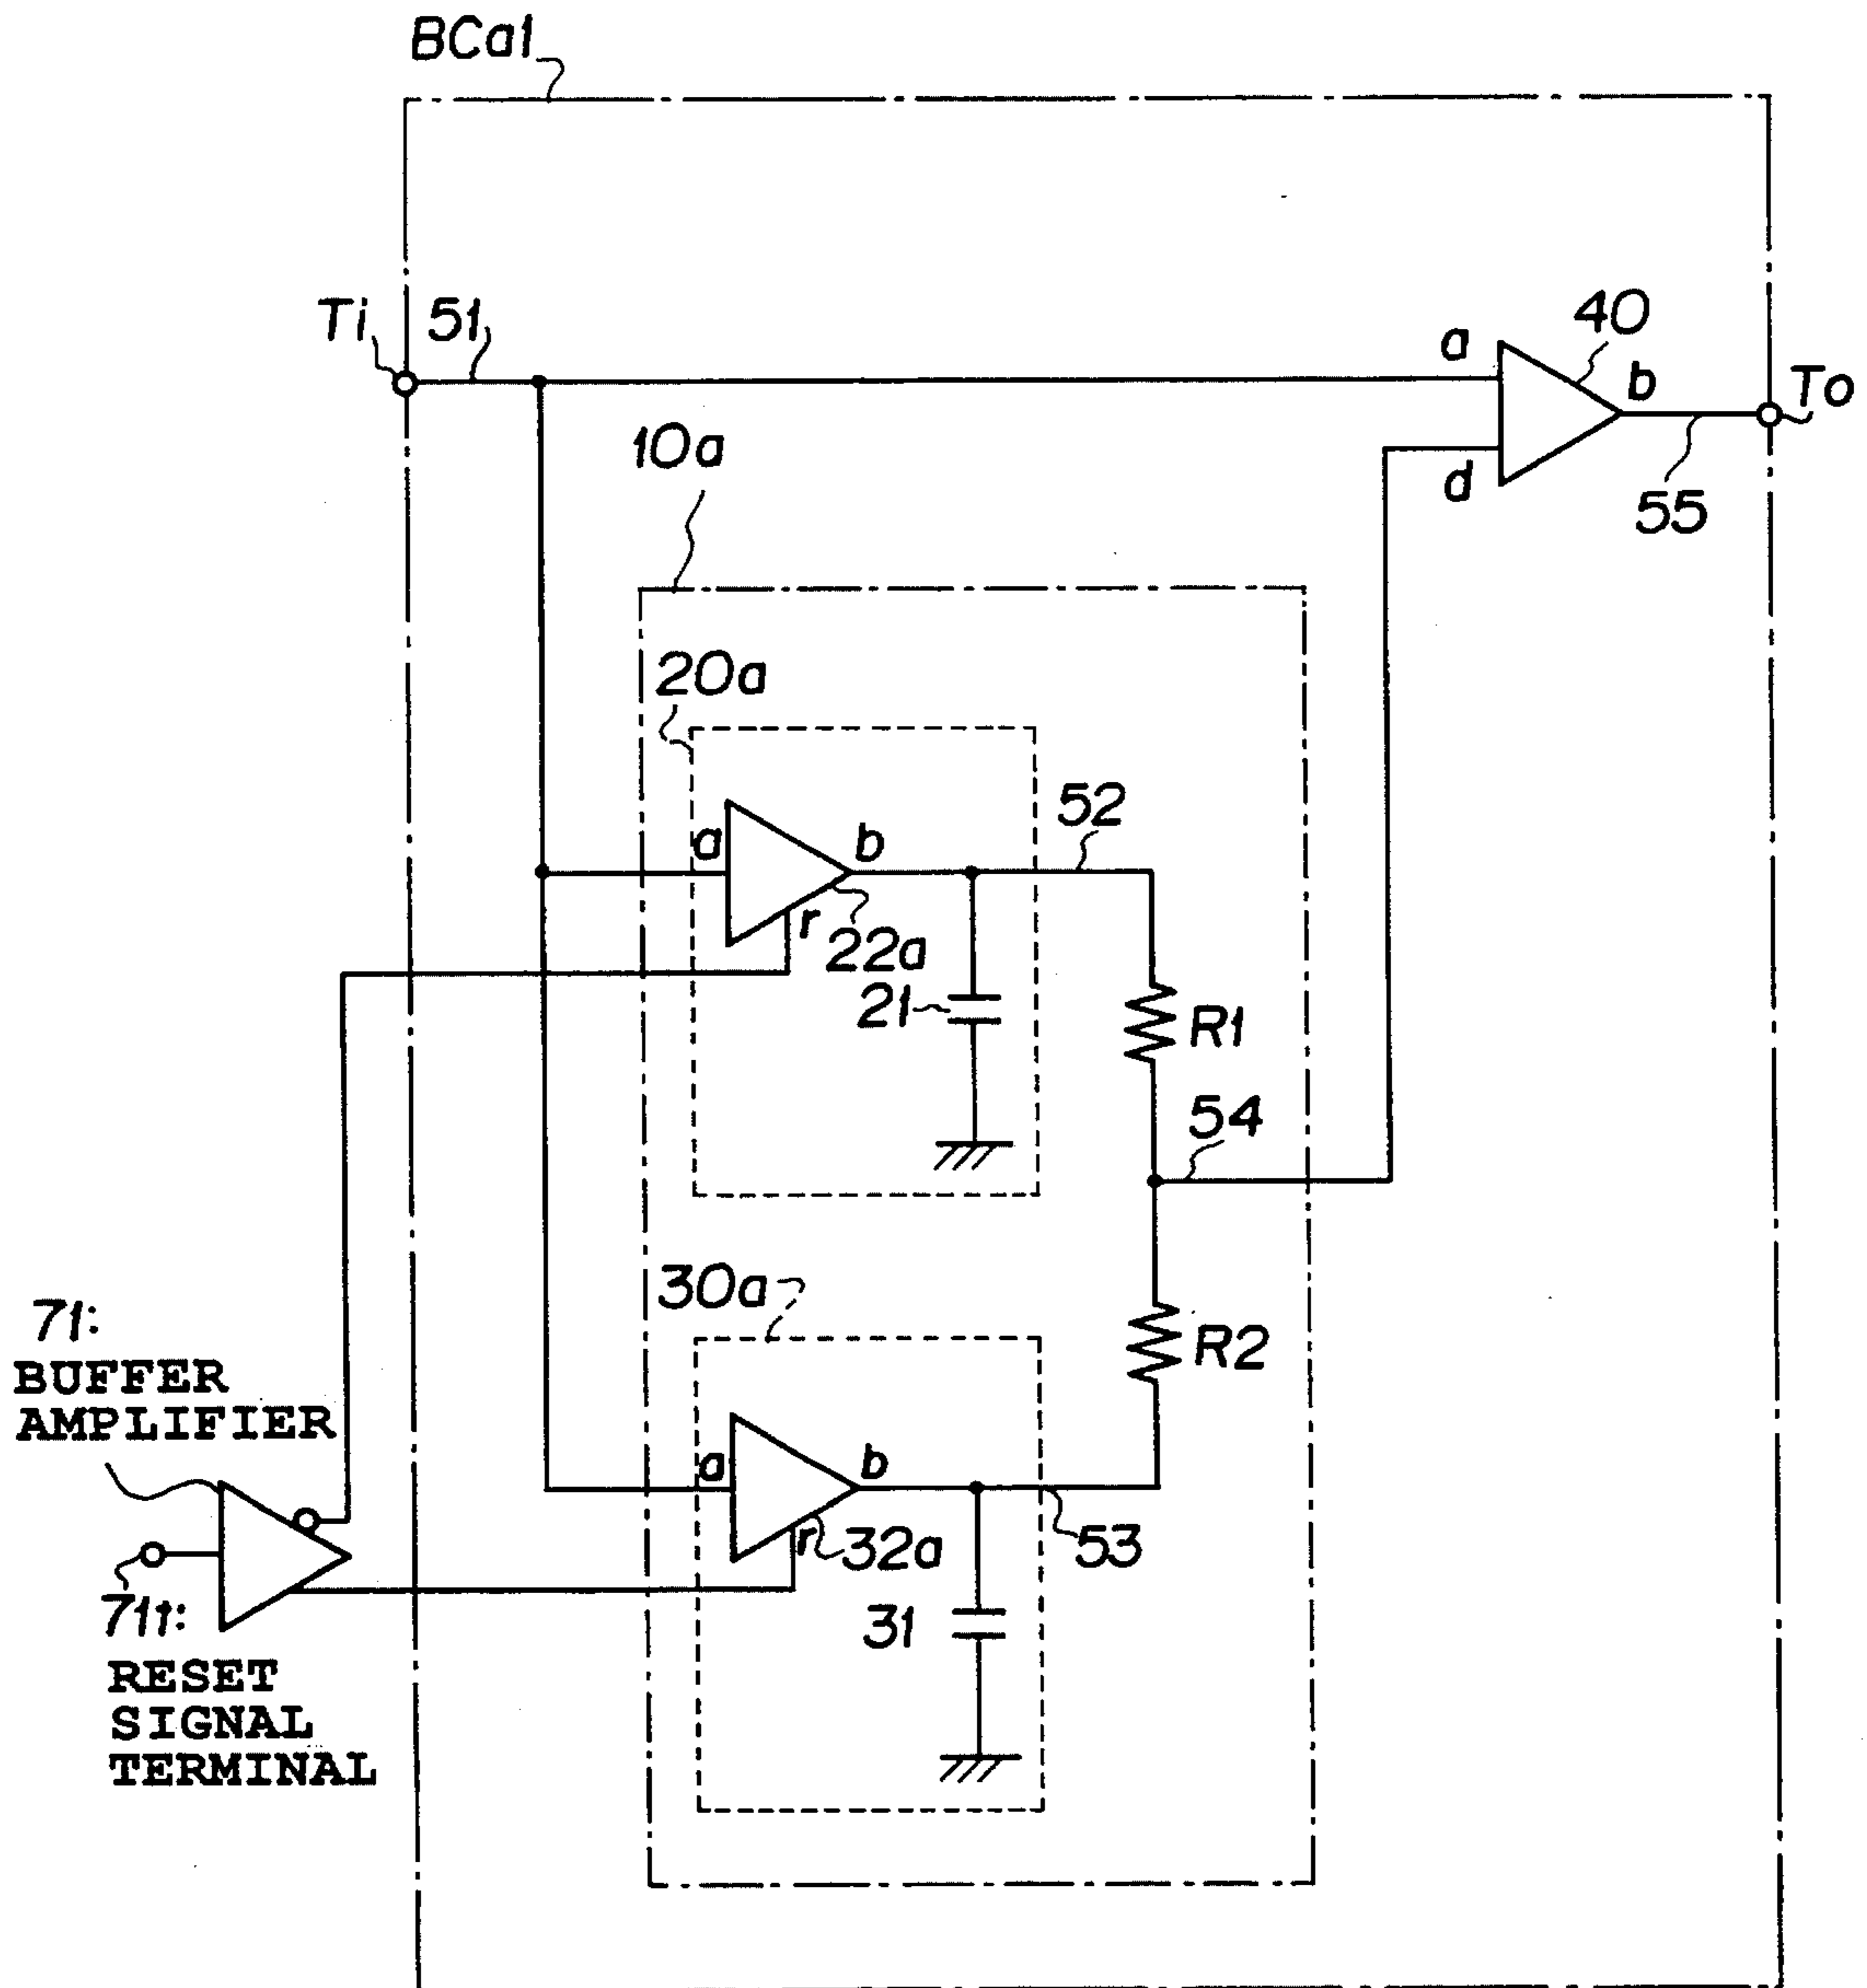 BCa1
Ti
51
a
40
b
To
d
55
10a
20a
a
b
52
r
22a
21
R1
54
30a
71:
BUFFER
AMPLIFIER
R2
a
b
r
32a
53
71t:
31
RESET
SIGNAL
TERMINAL